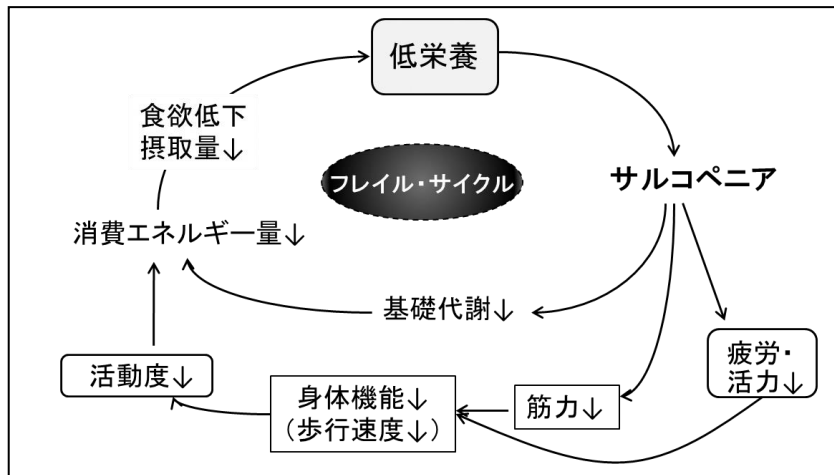 低栄養
食欲低下
摂取量↓
フレイル・サイクル
サルコペニア
消費エネルギー量↓
基礎代謝↓
疲労・
活力↓
活動度↓
身体機能↓
（歩行速度↓）
筋力↓